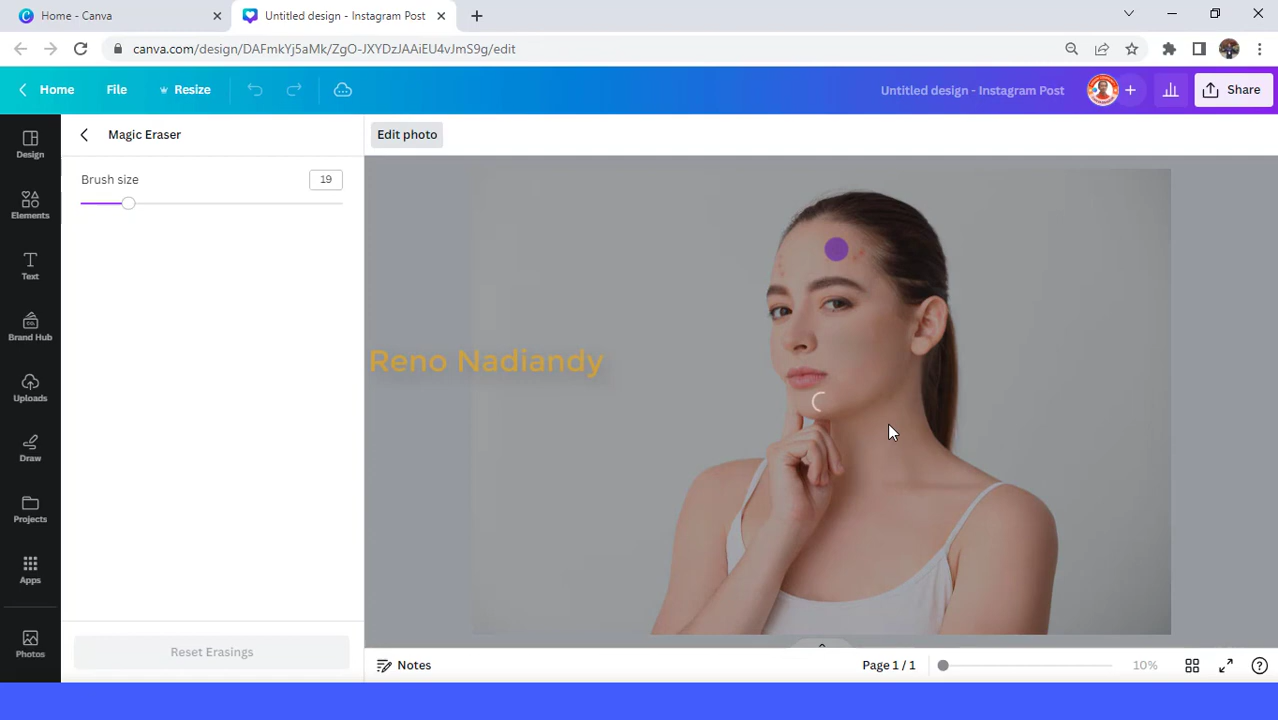 Home - Canva
Untitled design - Instagram Post
canva.com/design/DAFmkYj5aMk/ZgO-JXYDzJAAiEU4vJmS9g/edit
Home
File
Resize
Untitled design - Instagram Post
Share
Design
Elements
Text
Brand Hub
Uploads
Draw
Projects
Apps
Photos
Magic Eraser
Brush size
19
Edit photo
Reno Nadiandy
Reset Erasings
Notes
Page 1 / 1
10%